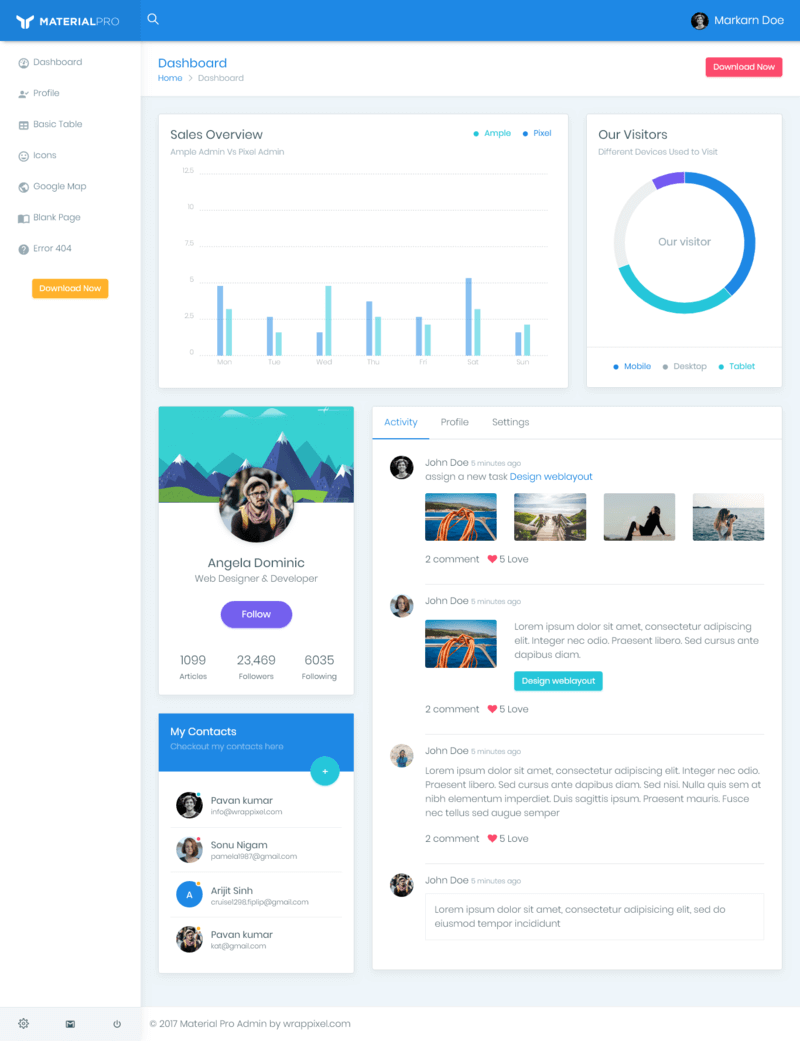 MATERIALPRO
Markarn Doe
Dashboard
Profile
Basic Table
Icons
Google Map
Blank Page
Error 404
Download Now
Dashboard
Home > Dashboard
Download Now
Sales Overview
Ample Admin Vs Pixel Admin
Ample
Pixel
12.5
10
7.5
5
2.5
0
Mon Tue Wed Thu Fri Sat Sun
Our Visitors
Different Devices Used to Visit
Our visitor
Mobile Desktop Tablet
Angela Dominic
Web Designer & Developer
Follow
1099 23,469 6035
Articles Followers Following
My Contacts
Checkout my contacts here
+
Pavan kumar
info@wrappixel.com
Sonu Nigam
pamela1987@gmail.com
A
Arijit Sinh
cruise1298.fiplip@gmail.com
Pavan kumar
kat@gmail.com
Activity Profile Settings
John Doe 5 minutes ago
assign a new task Design weblayout
2 comment 5 Love
John Doe 5 minutes ago
Lorem ipsum dolor sit amet, consectetur adipiscing
elit. Integer nec odio. Praesent libero. Sed cursus ante
dapibus diam.
Design weblayout
2 comment 5 Love
John Doe 5 minutes ago
Lorem ipsum dolor sit amet, consectetur adipiscing elit. Integer nec odio.
Praesent libero. Sed cursus ante dapibus diam. Sed nisi. Nulla quis sem at
nibh elementum imperdiet. Duis sagittis ipsum. Praesent mauris. Fusce
nec tellus sed augue semper
2 comment 5 Love
John Doe 5 minutes ago
Lorem ipsum dolor sit amet, consectetur adipisicing elit, sed do
eiusmod tempor incididunt
© 2017 Material Pro Admin by wrappixel.com